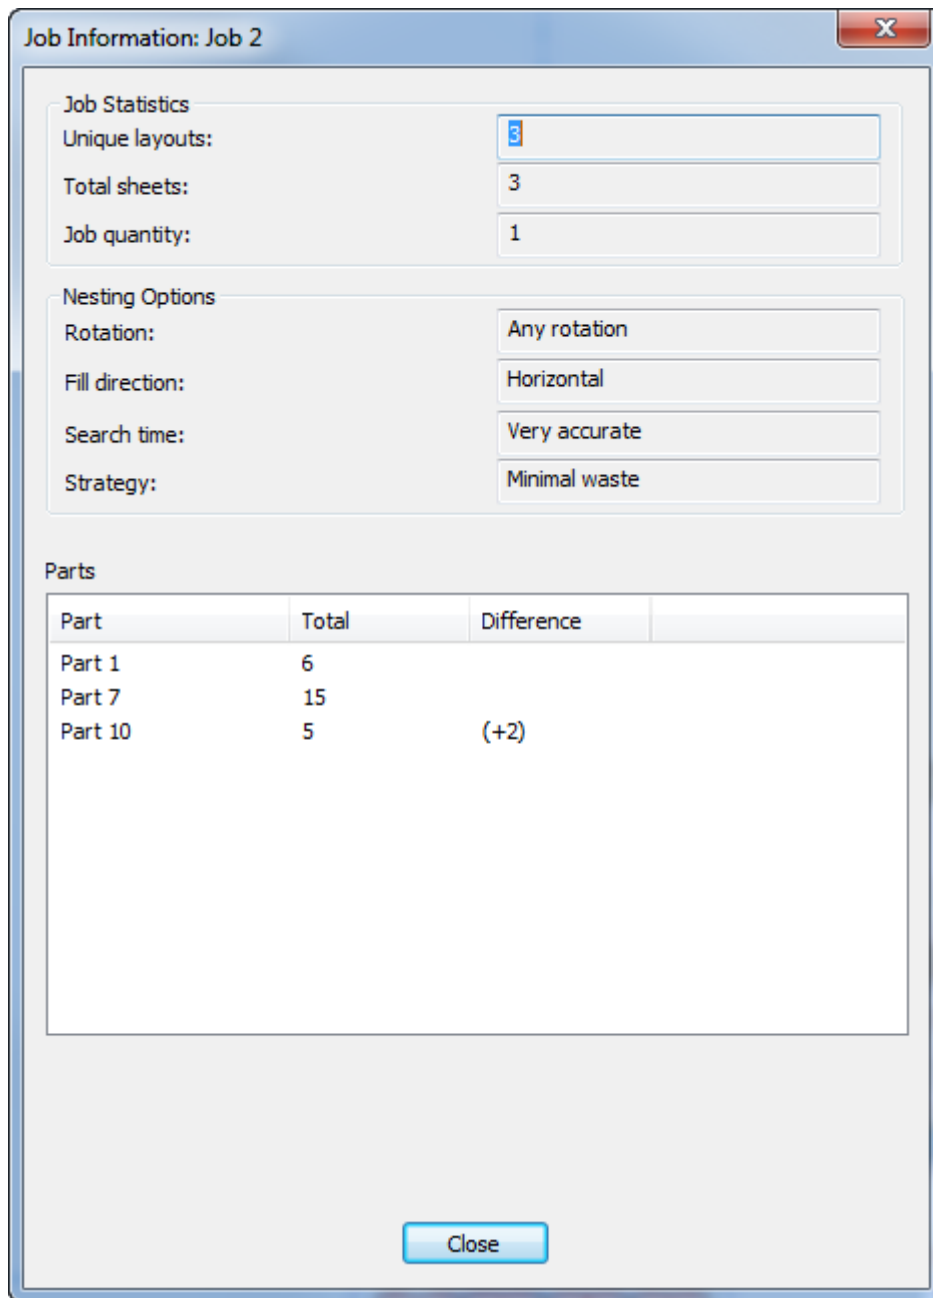 Job Information: Job 2
Job Statistics
Unique layouts: 3
Total sheets: 3
Job quantity: 1
Nesting Options
Rotation: Any rotation
Fill direction: Horizontal
Search time: Very accurate
Strategy: Minimal waste
Parts
Part Total Difference
Part 1 6
Part 7 15
Part 10 5 (+2)
Close